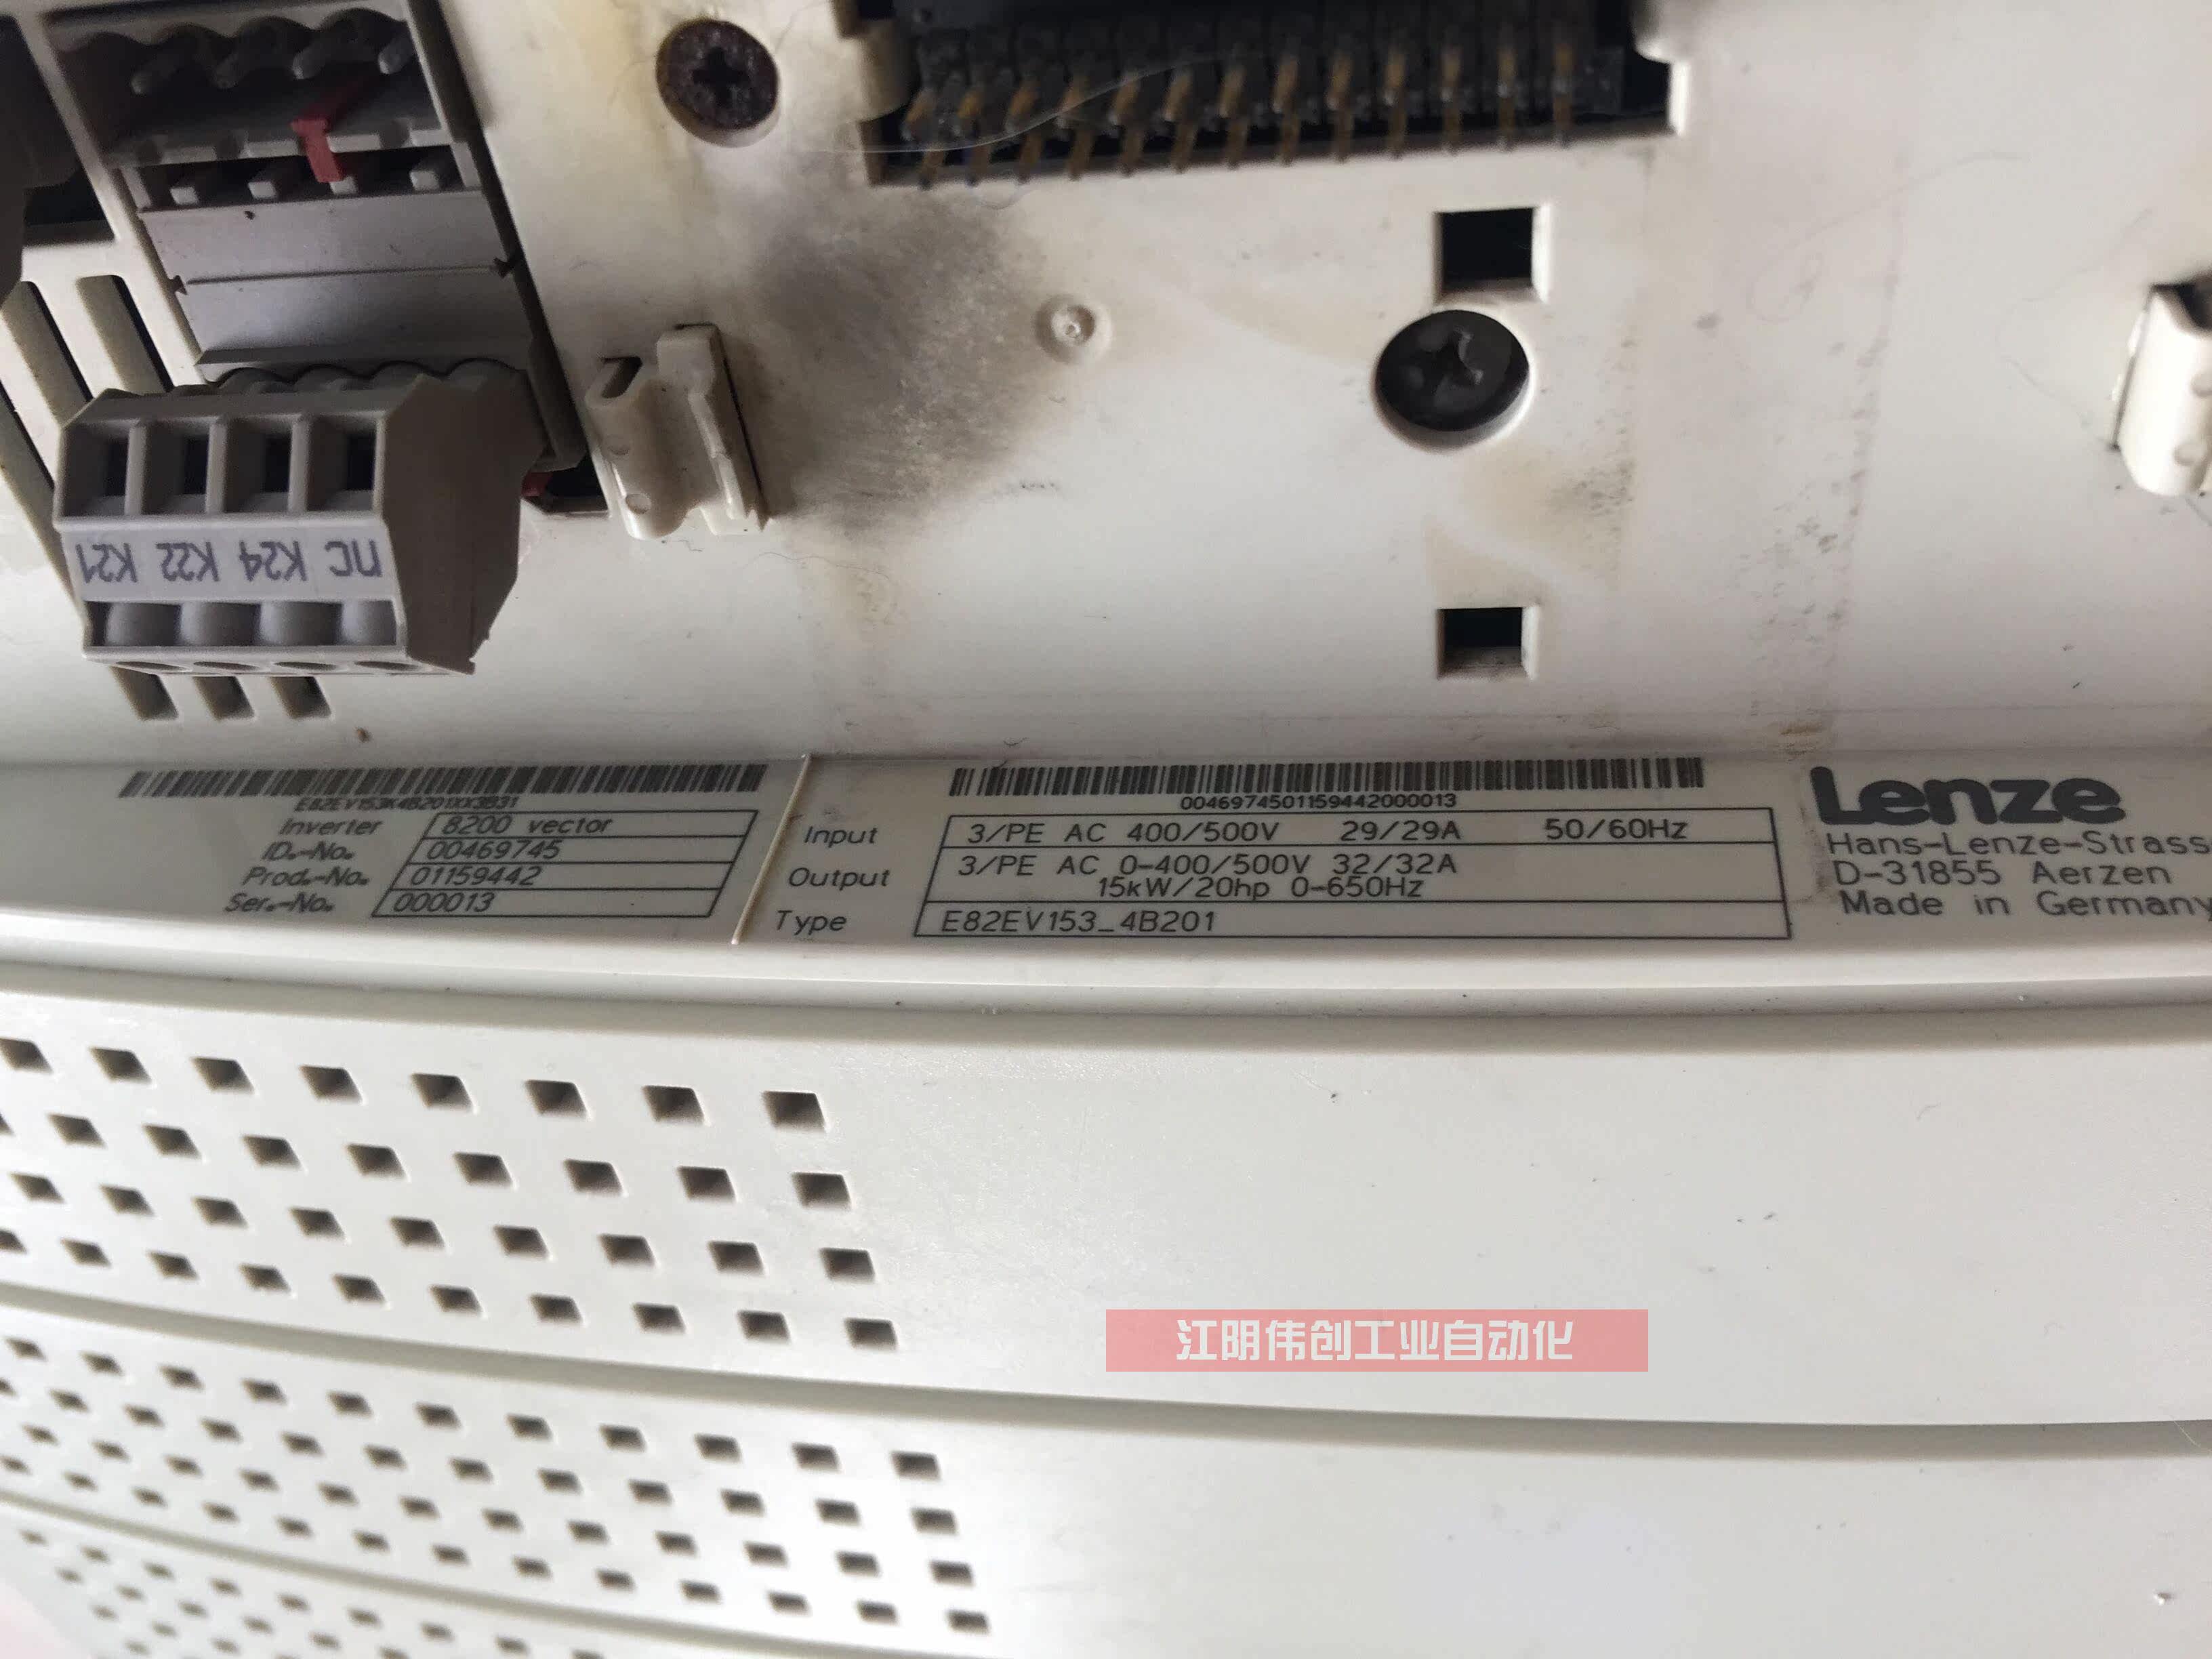 K21 K22 K24 nc
E82EV153K4B201XX3B31
Inverter 8200 vector
ID.-No. 00469745
Prod.-No. 01159442
Ser.-No. 000013
0046974501159442000013
Input 3/PE AC 400/500V 29/29A 50/60Hz
Output 3/PE AC 0-400/500V 32/32A
15kW/20hp 0-650Hz
Type E82EV153_4B201
Lenze
Hans-Lenze-Strass
D-31855 Aerzen
Made in Germany
江阴伟创工业自动化